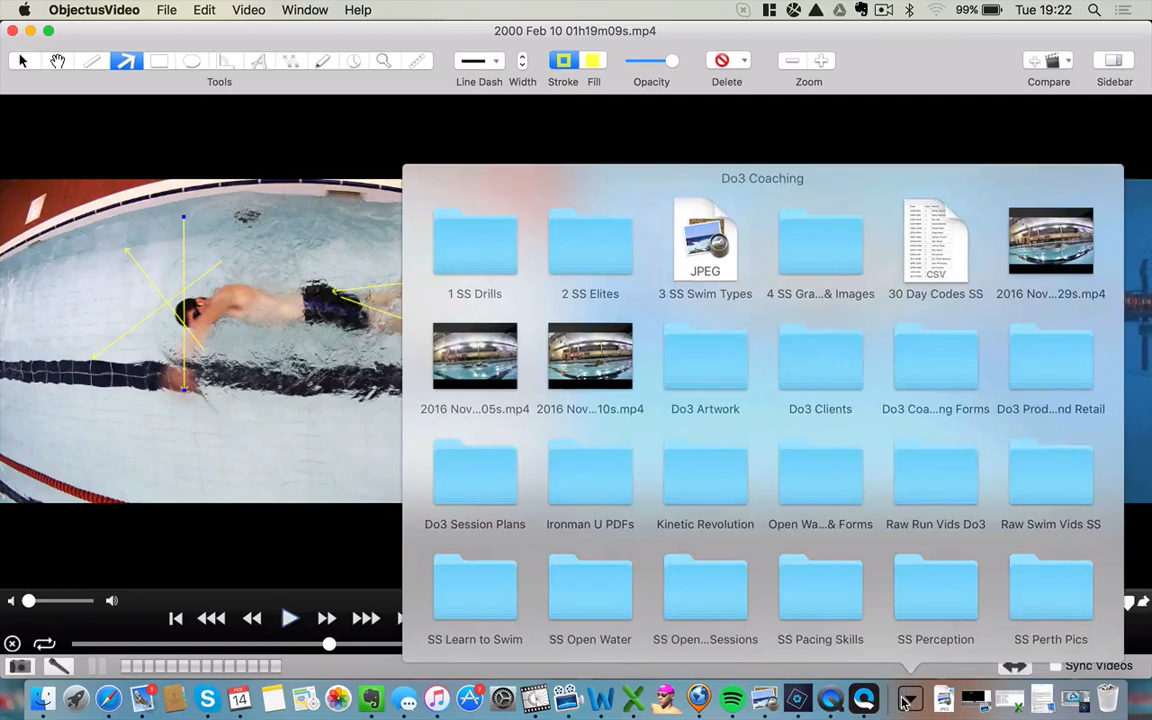 ObjectusVideo File Edit Video Window Help 99% Tue 19:22
2000 Feb 10 01h19m09s.mp4
Tools Line Dash Width Stroke Fill Opacity Delete Zoom Compare Sidebar
Do3 Coaching
JPEG CSV
1 SS Drills 2 SS Elites 3 SS Swim Types 4 SS Gra...& Images 30 Day Codes SS 2016 Nov...29s.mp4
2016 Nov...05s.mp4 2016 Nov...10s.mp4 Do3 Artwork Do3 Clients Do3 Coa...ng Forms Do3 Prod...nd Retail
Do3 Session Plans Ironman U PDFs Kinetic Revolution Open Wa...& Forms Raw Run Vids Do3 Raw Swim Vids SS
SS Learn to Swim SS Open Water SS Open...Sessions SS Pacing Skills SS Perception SS Perth Pics
Sync Videos
14